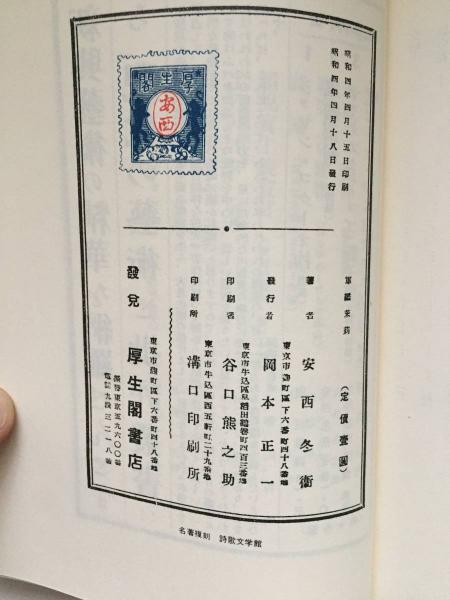 厚生閣
安西
昭和四年四月十五日印刷
昭和四年四月十八日發行
軍艦茉莉
(定價壹圓)
著者 安西冬衛
東京市麹町區下六番町四十八番地
發行者 岡本正一
東京市牛込區早稲田鶴巻町四百三番地
印刷者 谷口熊之助
東京市牛込區西五軒町二十九番地
印刷所 溝口印刷所
東京市麹町區下六番町四十八番地
發兌 厚生閣書店
振替東京五九六〇〇番
電話九段三二一八番
名著複刻 詩歌文学館